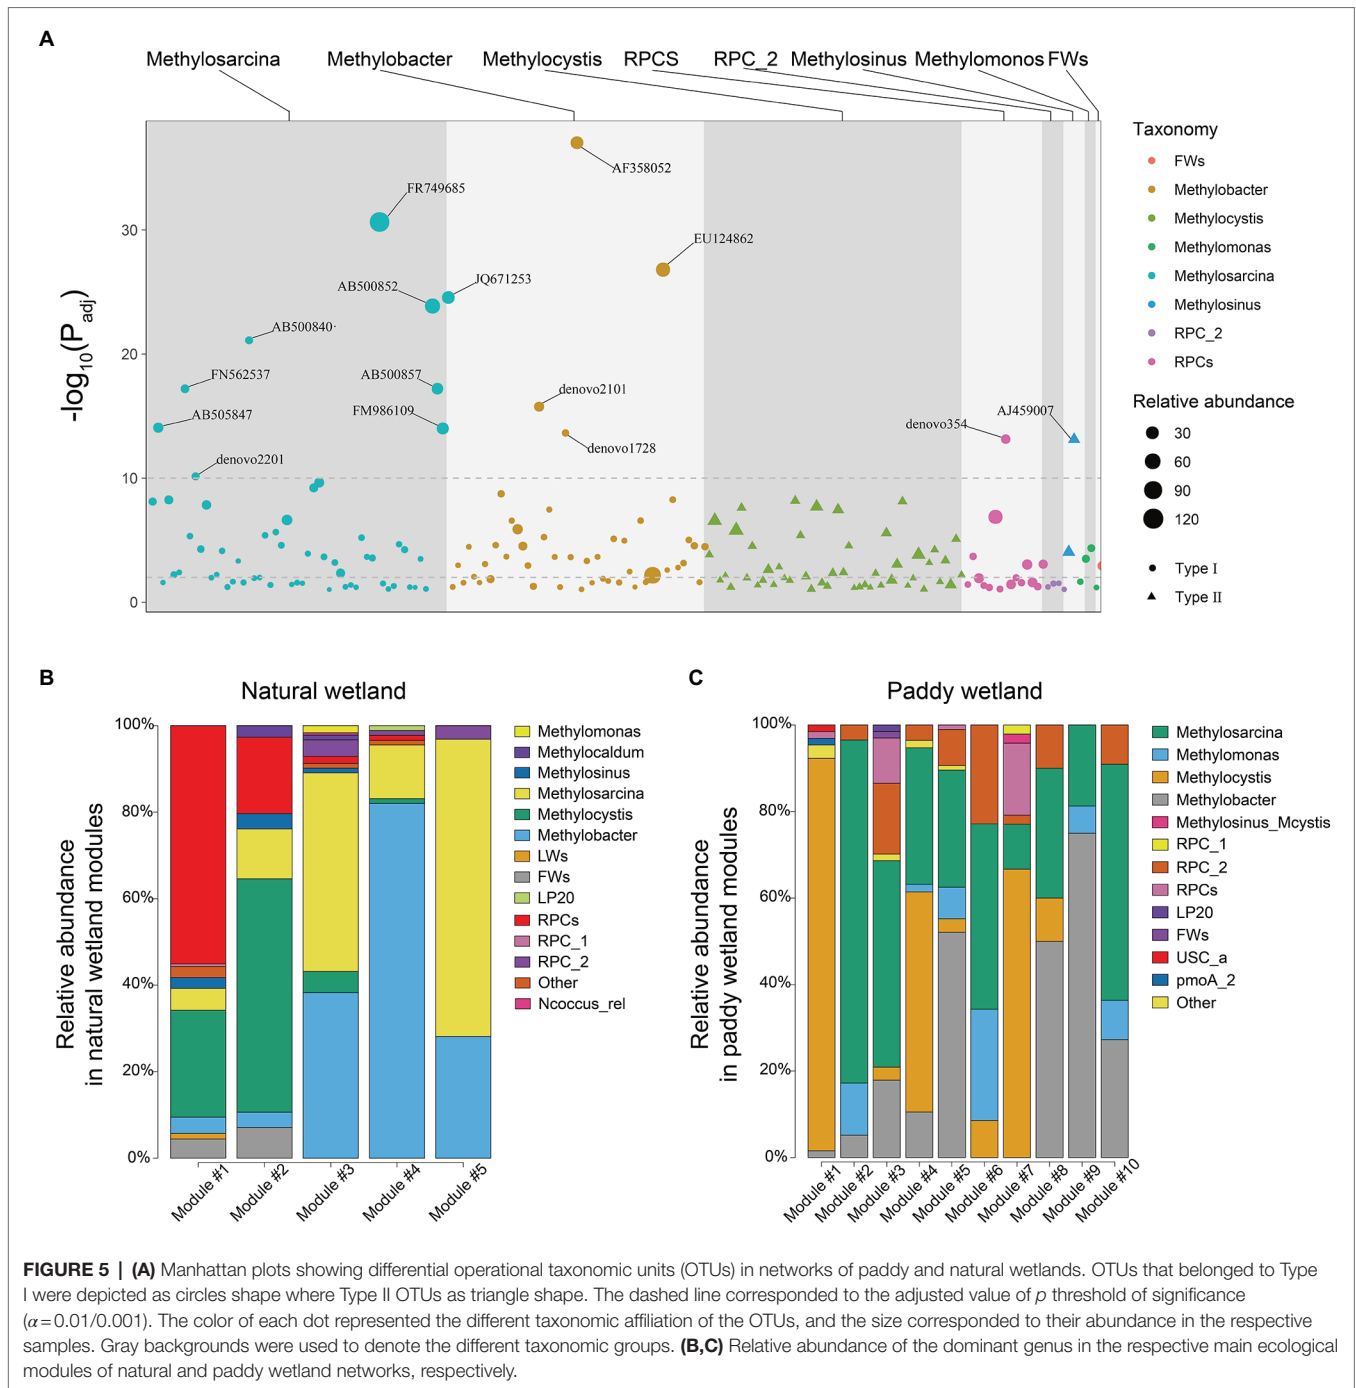 A
Methylosarcina Methylobacter Methylocystis RPCS RPC_2 Methylosinus Methylomonos FWs
-log10(Padj)
30
20
10
0
AF358052
FR749685
EU124862
JQ671253
AB500852
AB500840
FN562537
AB500857
denovo2101
AB505847
FM986109
AJ459007
denovo354
denovo1728
denovo2201
Taxonomy
FWs
Methylobacter
Methylocystis
Methylomonas
Methylosarcina
Methylosinus
RPC_2
RPCs
Relative abundance
30
60
90
120
Type I
Type II
B
Natural wetland
Relative abundance
in natural wetland modules
100%
80%
60%
40%
20%
0%
Module #1
Module #2
Module #3
Module #4
Module #5
Methylomonas
Methylocaldum
Methylosinus
Methylosarcina
Methylocystis
Methylobacter
LWs
FWs
LP20
RPCs
RPC_1
RPC_2
Other
Ncoccus_rel
C
Paddy wetland
Relative abundance
in paddy wetland modules
100%
80%
60%
40%
20%
0%
Module #1
Module #2
Module #3
Module #4
Module #5
Module #6
Module #7
Module #8
Module #9
Module #10
Methylosarcina
Methylomonas
Methylocystis
Methylobacter
Methylosinus_Mcystis
RPC_1
RPC_2
RPCs
LP20
FWs
USC_a
pmoA_2
Other
FIGURE 5 | (A) Manhattan plots showing differential operational taxonomic units (OTUs) in networks of paddy and natural wetlands. OTUs that belonged to Type
I were depicted as circles shape where Type II OTUs as triangle shape. The dashed line corresponded to the adjusted value of p threshold of significance
(α=0.01/0.001). The color of each dot represented the different taxonomic affiliation of the OTUs, and the size corresponded to their abundance in the respective
samples. Gray backgrounds were used to denote the different taxonomic groups. (B,C) Relative abundance of the dominant genus in the respective main ecological
modules of natural and paddy wetland networks, respectively.